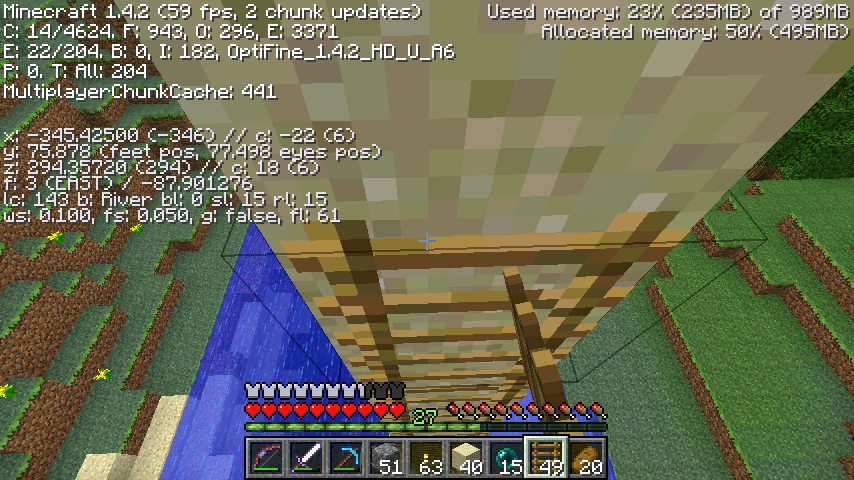 Minecraft 1.4.2 (59 fps, 2 chunk updates)
Used memory: 23% (235MB) of 989MB
C: 14/4624, F: 943, O: 296, E: 3371
Allocated memory: 50% (495MB)
E: 22/204, B: 0, I: 182, OptiFine_1.4.2_HD_U_A6
P: 0, T: All: 204
MultiplayerChunkCache: 441
x: -345.42500 (-346) // c: -22 (6)
y: 75.878 (feet pos, 77.498 eyes pos)
z: 294.35720 (294) // c: 18 (6)
f: 3 (EAST) / -87.901276
lc: 143 b: River bl: 0 sl: 15 rl: 15
ws: 0.100, fs: 0.050, g: false, fl: 61
27
51 63 40 15 49 20